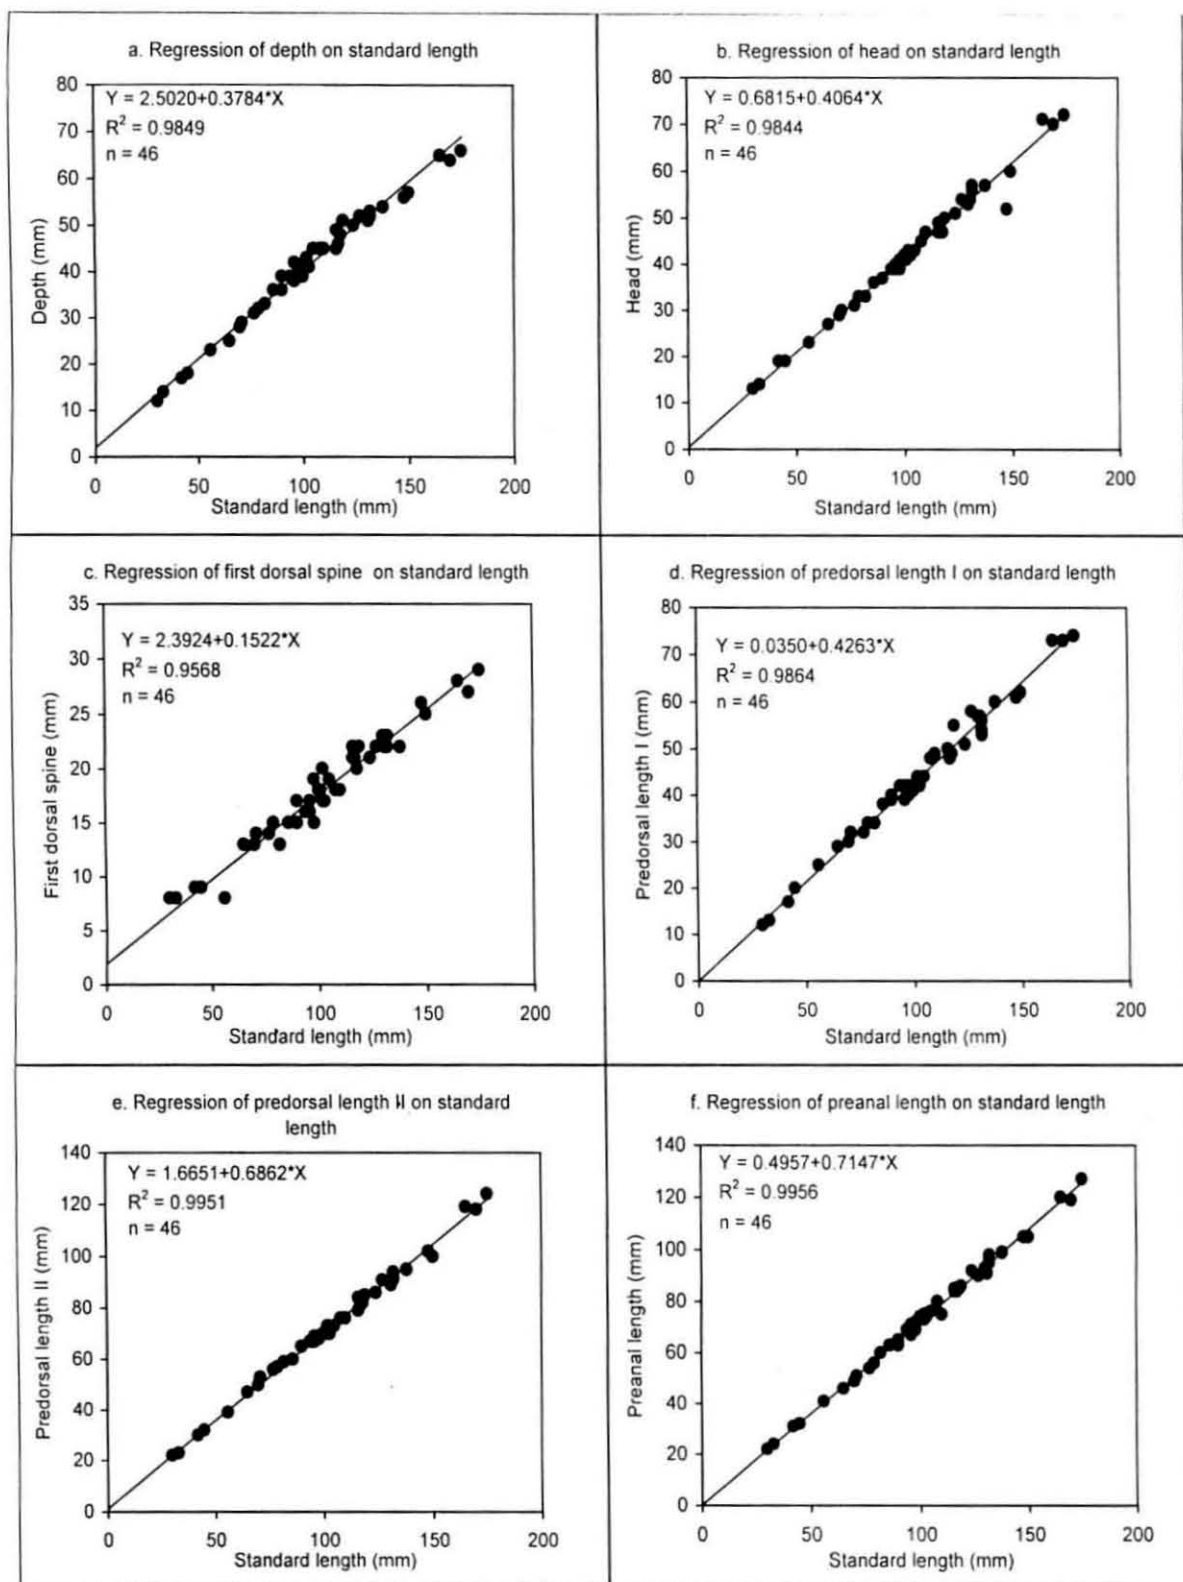 a. Regression of depth on standard length
Y = 2.5020+0.3784*X
R² = 0.9849
n = 46
80
70
60
50
40
30
20
10
0
Depth (mm)
0 50 100 150 200
Standard length (mm)
b. Regression of head on standard length
Y = 0.6815+0.4064*X
R² = 0.9844
n = 46
80
70
60
50
40
30
20
10
0
Head (mm)
0 50 100 150 200
Standard length (mm)
c. Regression of first dorsal spine on standard length
Y = 2.3924+0.1522*X
R² = 0.9568
n = 46
35
30
25
20
15
10
5
0
First dorsal spine (mm)
0 50 100 150 200
Standard length (mm)
d. Regression of predorsal length I on standard length
Y = 0.0350+0.4263*X
R² = 0.9864
n = 46
80
70
60
50
40
30
20
10
0
Predorsal length I (mm)
0 50 100 150 200
Standard length (mm)
e. Regression of predorsal length II on standard
length
Y = 1.6651+0.6862*X
R² = 0.9951
n = 46
140
120
100
80
60
40
20
0
Predorsal length II (mm)
0 50 100 150 200
Standard length (mm)
f. Regression of preanal length on standard length
Y = 0.4957+0.7147*X
R² = 0.9956
n = 46
140
120
100
80
60
40
20
0
Preanal length (mm)
0 50 100 150 200
Standard length (mm)